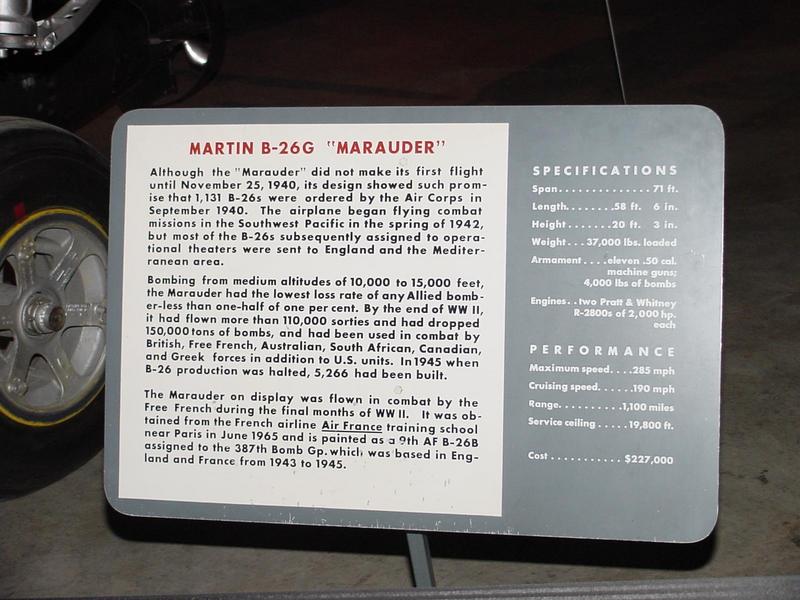 MARTIN B-26G "MARAUDER"
Although the "Marauder" did not make its first flight
until November 25, 1940, its design showed such prom-
ise that 1,131 B-26s were ordered by the Air Corps in
September 1940. The airplane began flying combat
missions in the Southwest Pacific in the spring of 1942,
but most of the B-26s subsequently assigned to opera-
tional theaters were sent to England and the Mediter-
ranean area.
Bombing from medium altitudes of 10,000 to 15,000 feet,
the Marauder had the lowest loss rate of any Allied bomb-
er-less than one-half of one per cent. By the end of WW II,
it had flown more than 110,000 sorties and had dropped
150,000 tons of bombs, and had been used in combat by
British, Free French, Australian, South African, Canadian,
and Greek forces in addition to U.S. units. In 1945 when
B-26 production was halted, 5,266 had been built.
The Marauder on display was flown in combat by the
Free French during the final months of WW II. It was ob-
tained from the French airline Air France training school
near Paris in June 1965 and is painted as a 9th AF B-26B
assigned to the 387th Bomb Gp. which was based in Eng-
land and France from 1943 to 1945.
SPECIFICATIONS
Span..............71 ft.
Length........58 ft. 6 in.
Height........20 ft. 3 in.
Weight...37,000 lbs. loaded
Armament....eleven .50 cal.
machine guns;
4,000 lbs of bombs
Engines..two Pratt & Whitney
R-2800s of 2,000 hp.
each
PERFORMANCE
Maximum speed....285 mph
Cruising speed......190 mph
Range..........1,100 miles
Service ceiling.....19,800 ft.
Cost...........$227,000